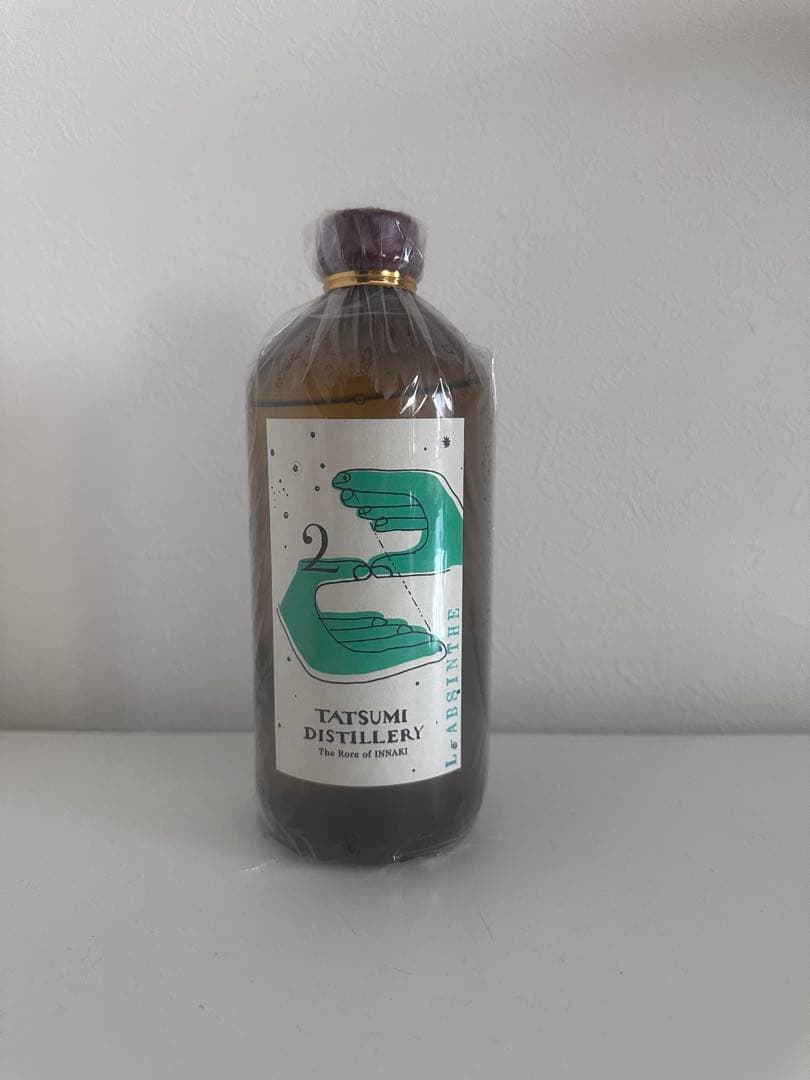 2
TATSUMI
DISTILLERY
The Rore of INNAKI
L'ABSINTHE